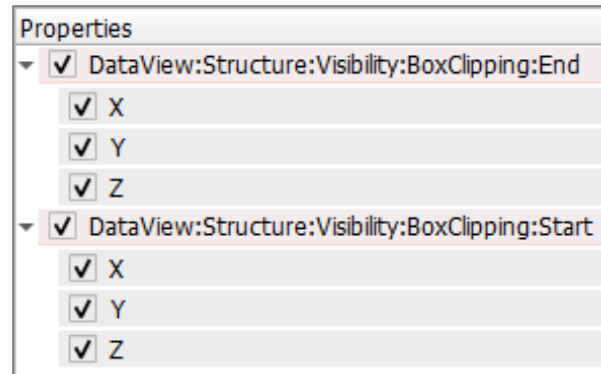 Properties
DataView:Structure:Visibility:BoxClipping:End
X
Y
Z
DataView:Structure:Visibility:BoxClipping:Start
X
Y
Z